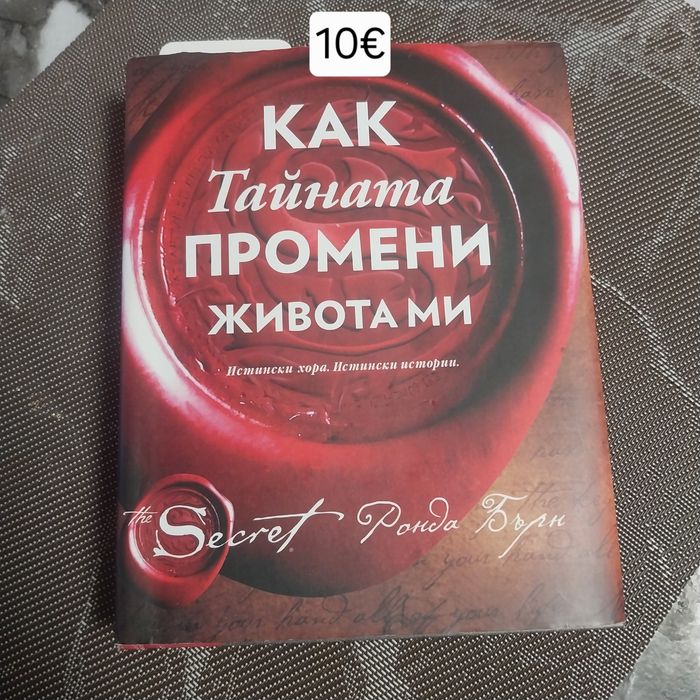 10€
КАК
Тайната
ПРОМЕНИ
ЖИВОТА МИ
Истински хора. Истински истории.
the Secret® Ронда Бърн